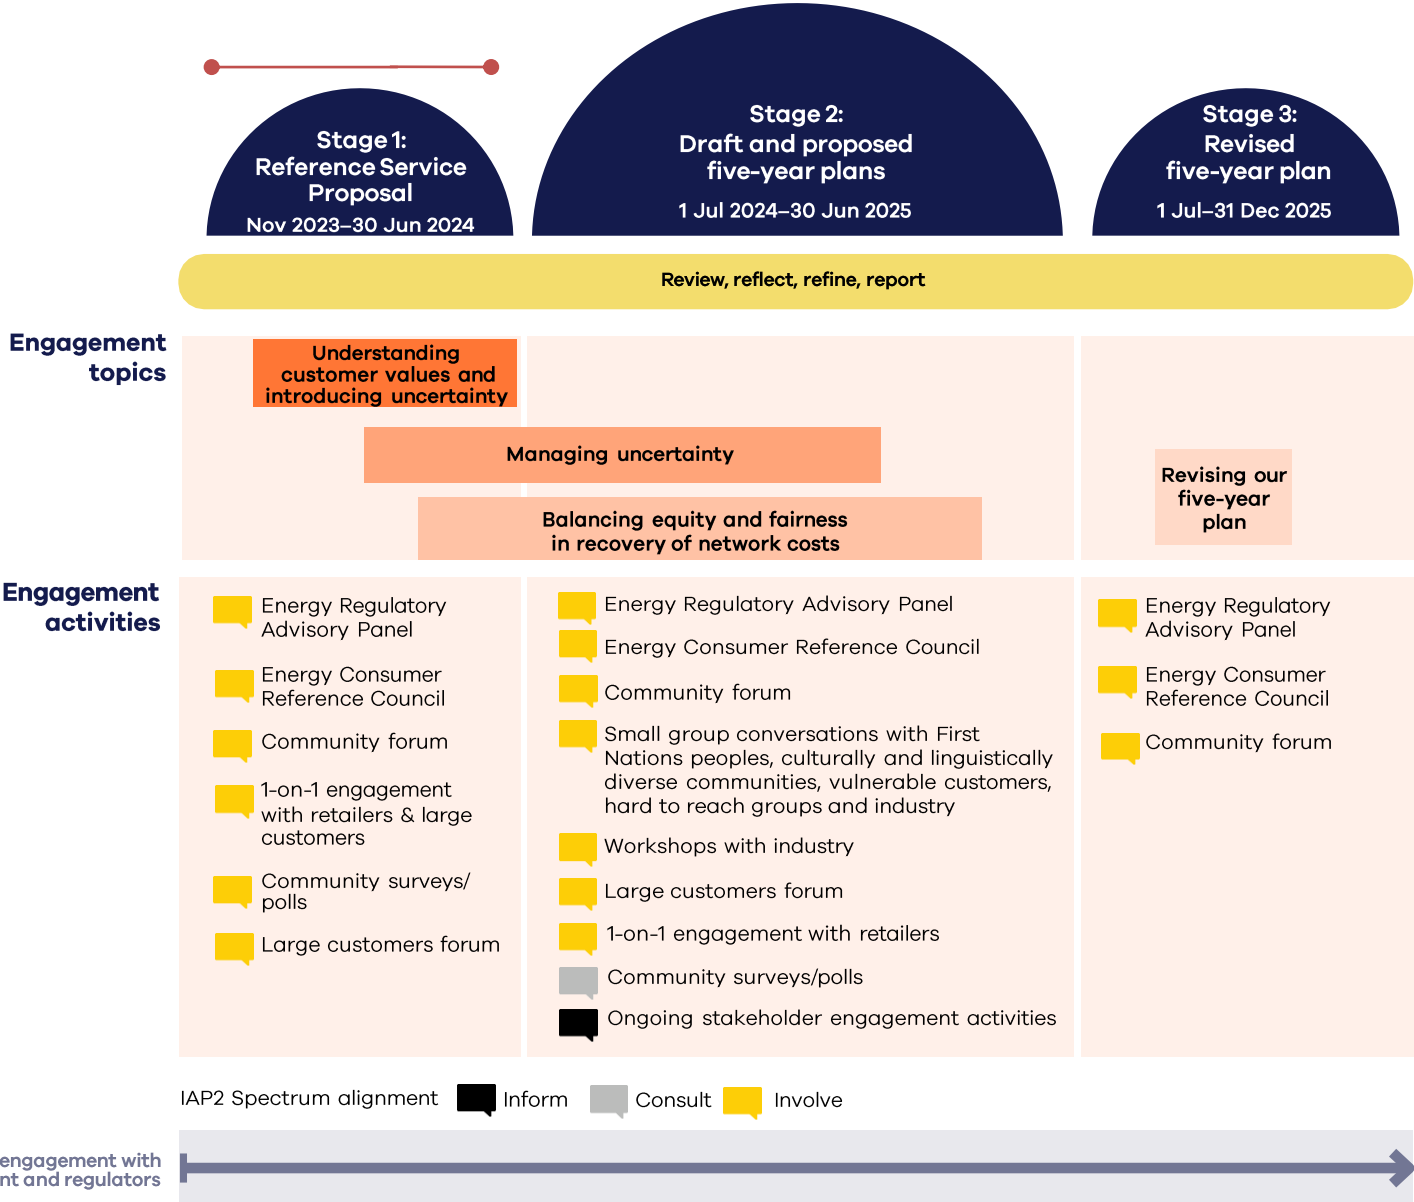 Stage 1:
Reference Service
Proposal
Nov 2023–30 Jun 2024
Stage 2:
Draft and proposed
five-year plans
1 Jul 2024–30 Jun 2025
Stage 3:
Revised
five-year plan
1 Jul–31 Dec 2025
Review, reflect, refine, report
Engagement
topics
Understanding
customer values and
introducing uncertainty
Managing uncertainty
Balancing equity and fairness
in recovery of network costs
Revising our
five-year
plan
Engagement
activities
Energy Regulatory
Advisory Panel
Energy Consumer
Reference Council
Community forum
1-on-1 engagement
with retailers & large
customers
Community surveys/
polls
Large customers forum
Energy Regulatory Advisory Panel
Energy Consumer Reference Council
Community forum
Small group conversations with First
Nations peoples, culturally and linguistically
diverse communities, vulnerable customers,
hard to reach groups and industry
Workshops with industry
Large customers forum
1-on-1 engagement with retailers
Community surveys/polls
Ongoing stakeholder engagement activities
Energy Regulatory
Advisory Panel
Energy Consumer
Reference Council
Community forum
IAP2 Spectrum alignment Inform Consult Involve
engagement with
nt and regulators